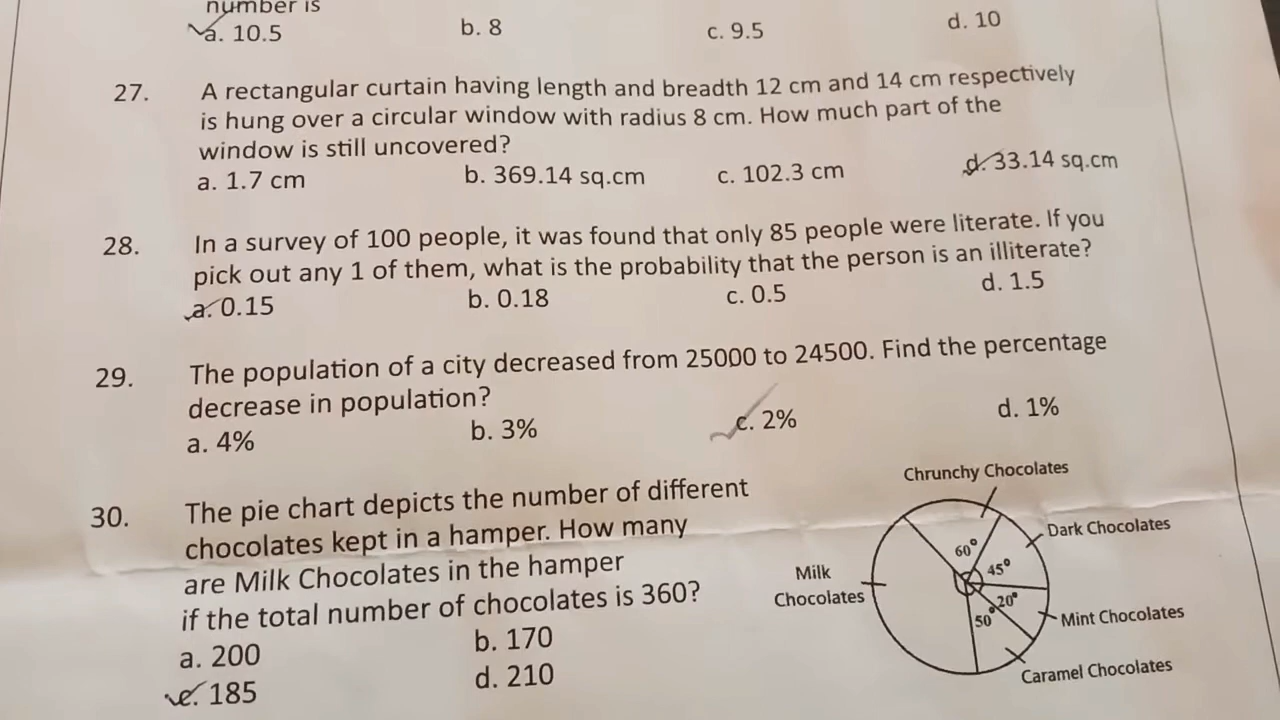 number is
a. 10.5 b. 8 c. 9.5 d. 10
27. A rectangular curtain having length and breadth 12 cm and 14 cm respectively
is hung over a circular window with radius 8 cm. How much part of the
window is still uncovered?
a. 1.7 cm b. 369.14 sq.cm c. 102.3 cm d. 33.14 sq.cm
28. In a survey of 100 people, it was found that only 85 people were literate. If you
pick out any 1 of them, what is the probability that the person is an illiterate?
a. 0.15 b. 0.18 c. 0.5 d. 1.5
29. The population of a city decreased from 25000 to 24500. Find the percentage
decrease in population?
a. 4% b. 3% c. 2% d. 1%
30. The pie chart depicts the number of different
chocolates kept in a hamper. How many
are Milk Chocolates in the hamper
if the total number of chocolates is 360?
a. 200 b. 170
c. 185 d. 210
Chrunchy Chocolates
Dark Chocolates
60°
45°
Milk
Chocolates
20°
50°
Mint Chocolates
Caramel Chocolates